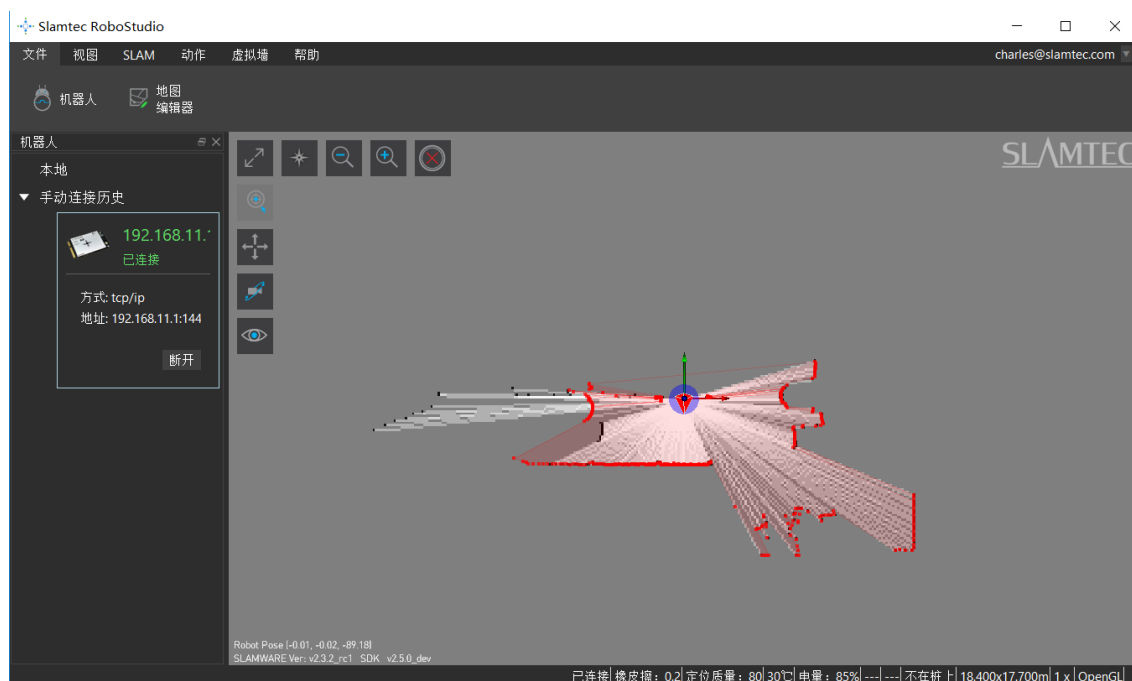 Slamtec RoboStudio
文件 视图 SLAM 动作 虚拟墙 帮助 charles@slamtec.com
机器人 地图
编辑器
机器人
SLAMTEC
本地
手动连接历史
192.168.11.
已连接
方式: tcp/ip
地址: 192.168.11.1:144
断开
Robot Pose [-0.01, -0.02, -89.18]
SLAMWARE Ver: v2.3.2_rc1 SDK v2.5.0_dev
已连接| 橡皮擦: 0.2| 定位质量: 80| 30℃| 电量: 85%| ---| ---| 不在桩上| 18.400x17.700m| 1 x | OpenGL|